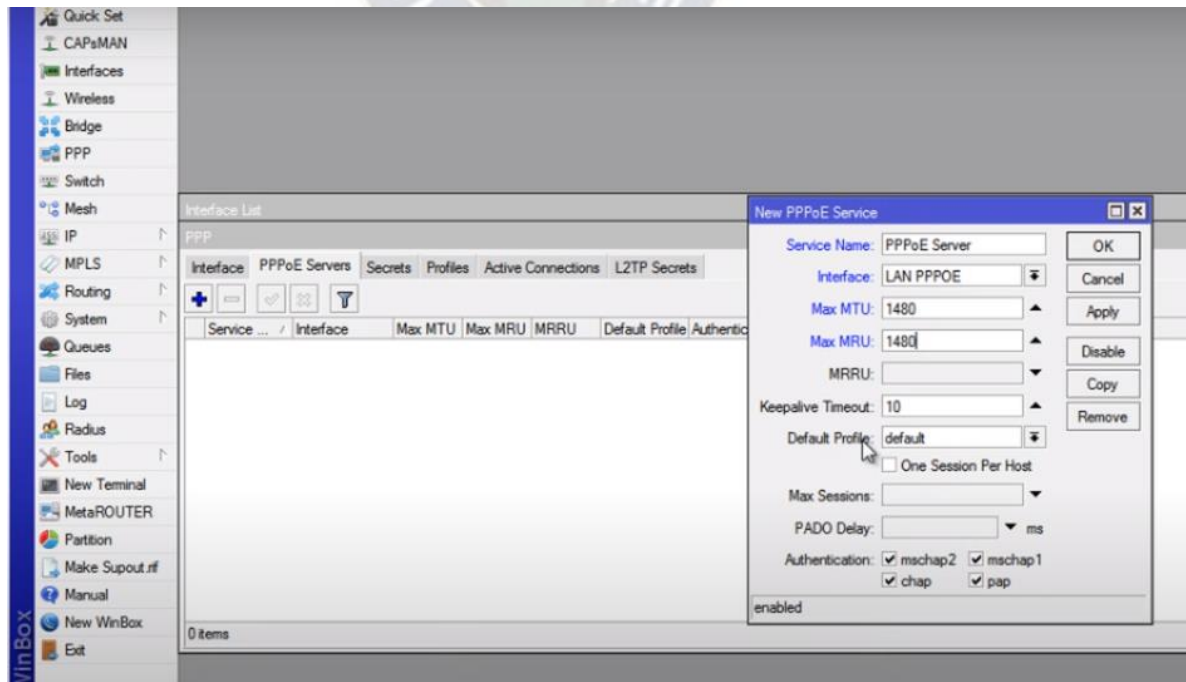 Quick Set
CAPsMAN
Interfaces
Wireless
Bridge
PPP
Switch
Mesh
IP
MPLS
Routing
System
Queues
Files
Log
Radius
Tools
New Terminal
MetaROUTER
Partition
Make Supout.rif
Manual
New WinBox
Exit
WinBox
Interface List
PPP
Interface PPPoE Servers Secrets Profiles Active Connections L2TP Secrets
Service ... Interface Max MTU Max MRU MRRU Default Profile Authentic
0 items
New PPPoE Service
Service Name: PPPoE Server
Interface: LAN PPPOE
Max MTU: 1480
Max MRU: 1480
MRRU:
Keepalive Timeout: 10
Default Profile: default
One Session Per Host
Max Sessions:
PADO Delay: ms
Authentication: mschap2 mschap1
chap pap
enabled
OK
Cancel
Apply
Disable
Copy
Remove